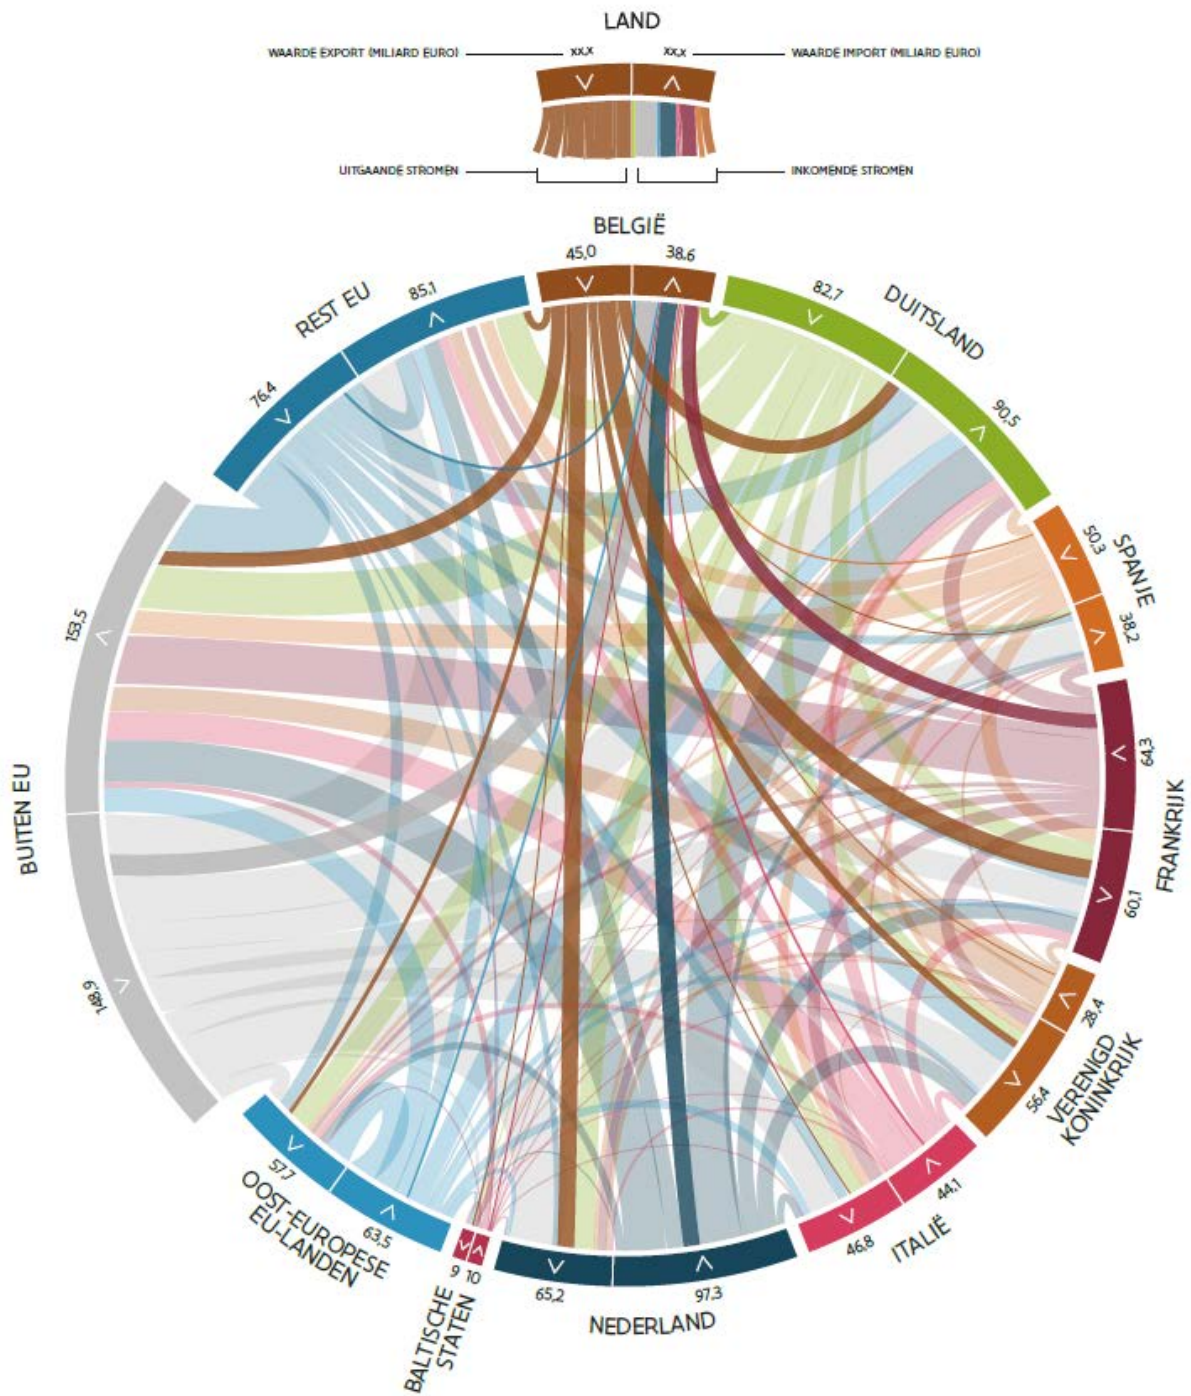 LAND
WAARDE EXPORT (MILIARD EURO)
xx,x
xx,x
WAARDE IMPORT (MILIARD EURO)
UITGAANDE STROMEN
INKOMENDE STROMEN
BELGIË
45,0
38,6
DUITSLAND
82,7
90,5
SPANJE
50,3
38,2
FRANKRIJK
64,3
60,1
VERENIGD
KONINKRIJK
28,4
56,4
ITALIË
44,1
46,8
NEDERLAND
97,3
65,2
BALTISCHE
STATEN
10
9
OOST-EUROPESE
EU-LANDEN
63,5
57,7
BUITEN EU
148,9
153,5
REST EU
76,4
85,1